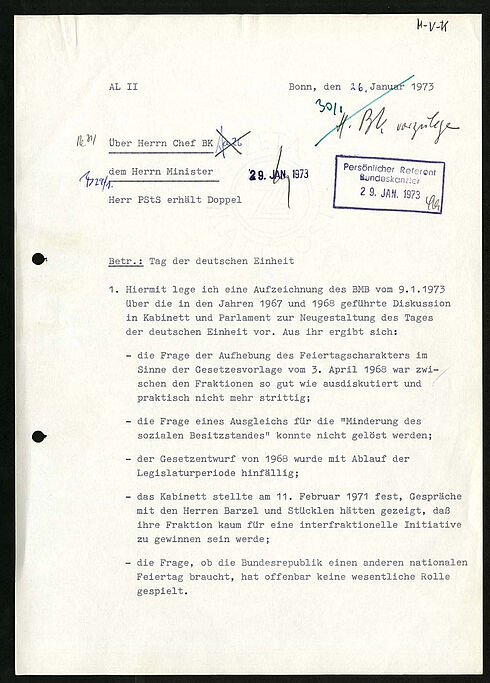 M-V-K
AL II
Bonn, den 26. Januar 1973
30/1
H. Bk vorzulege
Über Herrn Chef BK
dem Herrn Minister
29. JAN. 1973
Persönlicher Referent
Bundeskanzler
29. JAN. 1973
Herr PStS erhält Doppel
Betr.: Tag der deutschen Einheit
1. Hiermit lege ich eine Aufzeichnung des BMB vom 9.1.1973
über die in den Jahren 1967 und 1968 geführte Diskussion
in Kabinett und Parlament zur Neugestaltung des Tages
der deutschen Einheit vor. Aus ihr ergibt sich:
- die Frage der Aufhebung des Feiertagscharakters im
Sinne der Gesetzesvorlage vom 3. April 1968 war zwi-
schen den Fraktionen so gut wie ausdiskutiert und
praktisch nicht mehr strittig;
- die Frage eines Ausgleichs für die "Minderung des
sozialen Besitzstandes" konnte nicht gelöst werden;
- der Gesetzentwurf von 1968 wurde mit Ablauf der
Legislaturperiode hinfällig;
- das Kabinett stellte am 11. Februar 1971 fest, Gespräche
mit den Herren Barzel und Stücklen hätten gezeigt, daß
ihre Fraktion kaum für eine interfraktionelle Initiative
zu gewinnen sein werde;
- die Frage, ob die Bundesrepublik einen anderen nationalen
Feiertag braucht, hat offenbar keine wesentliche Rolle
gespielt.